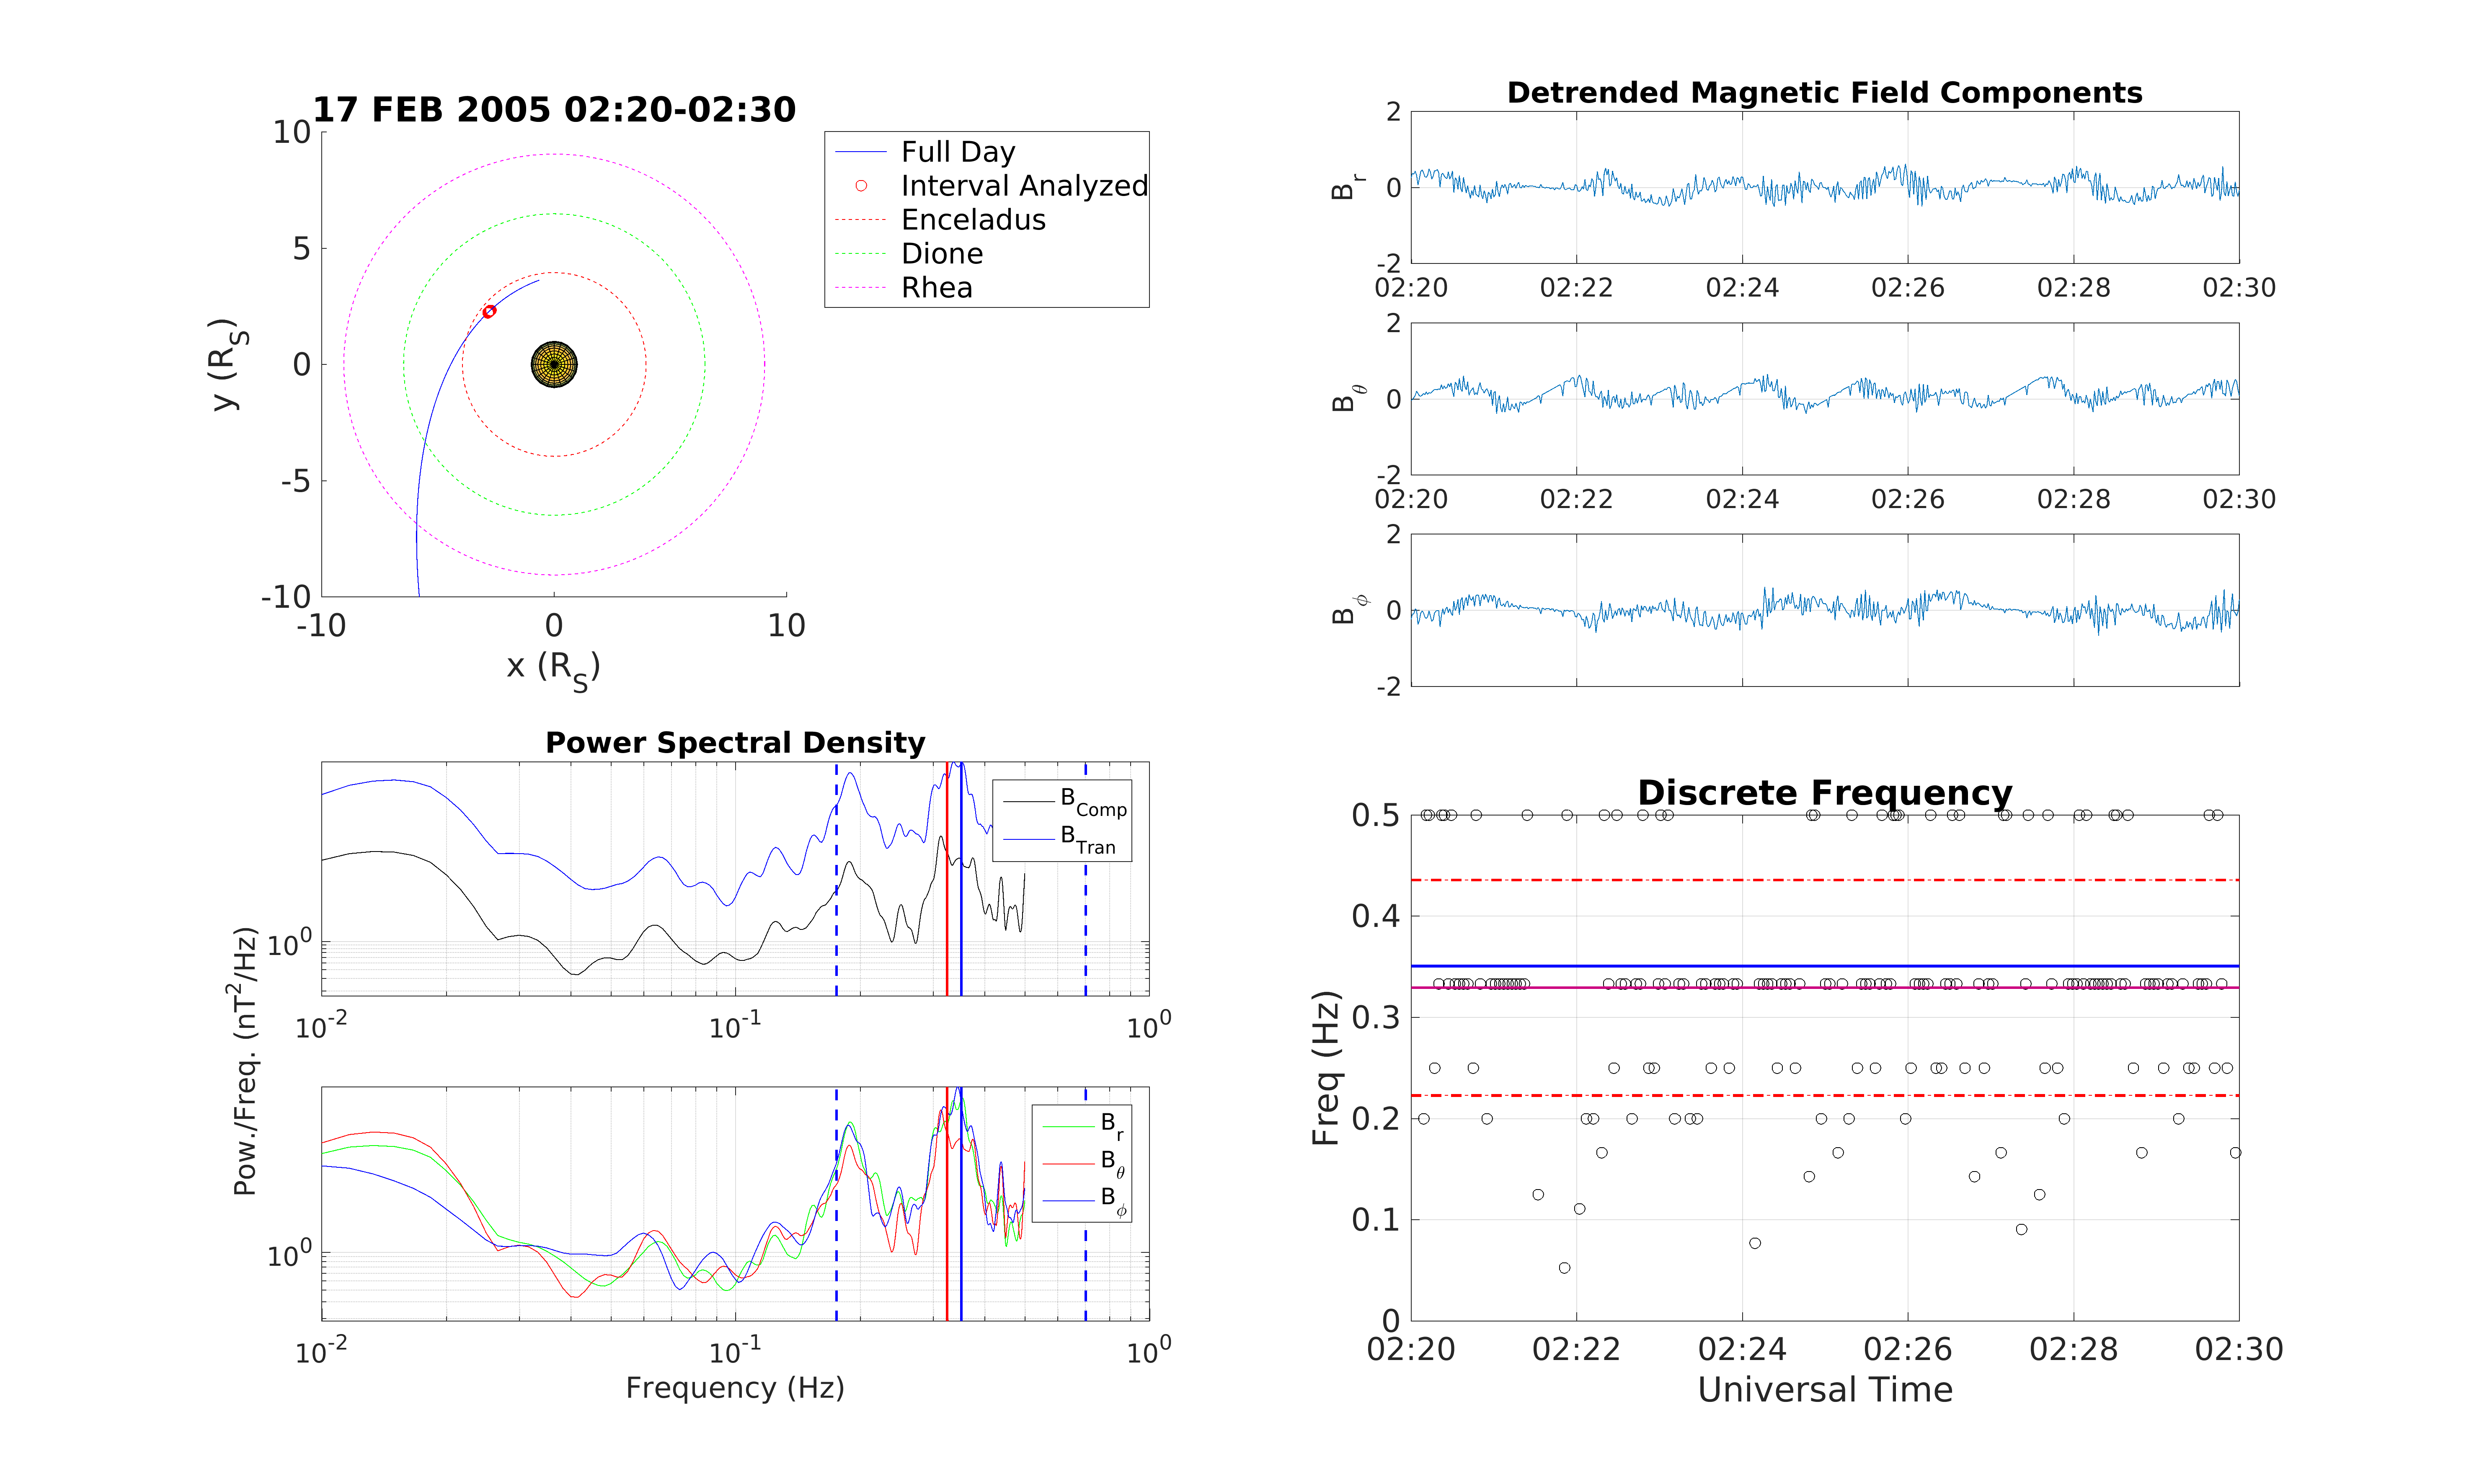 17 FEB 2005 02:20-02:30
10
5
0
-5
-10
-10 0 10
y (R_S)
x (R_S)
Full Day
Interval Analyzed
Enceladus
Dione
Rhea
Detrended Magnetic Field Components
2
0
-2
B_r
02:20 02:22 02:24 02:26 02:28 02:30
2
0
-2
B_θ
02:20 02:22 02:24 02:26 02:28 02:30
2
0
-2
B_ϕ
Power Spectral Density
B_Comp
B_Tran
10^0
10^-2 10^-1 10^0
Pow./Freq. (nT^2/Hz)
B_r
B_θ
B_ϕ
10^0
10^-2 10^-1 10^0
Frequency (Hz)
Discrete Frequency
0.5
0.4
0.3
0.2
0.1
0
Freq (Hz)
02:20 02:22 02:24 02:26 02:28 02:30
Universal Time